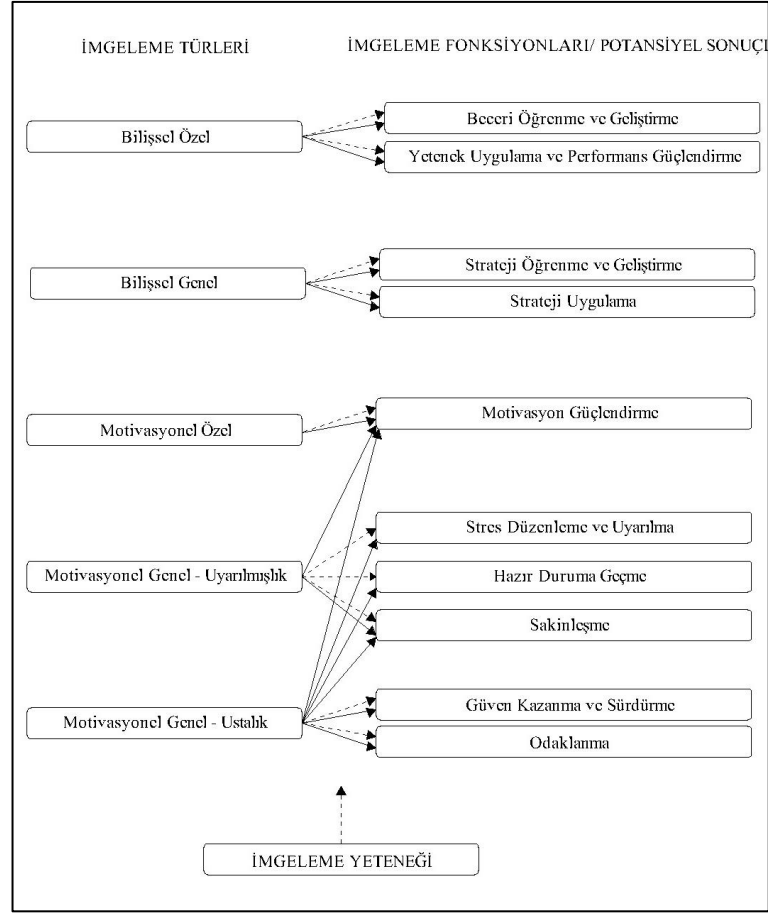 İMGELEME TÜRLERİ
İMGELEME FONKSİYONLARI/ POTANSİYEL SONUÇL
Bilişsel Özel
Beceri Öğrenme ve Geliştirme
Yetenek Uygulama ve Performans Güçlendirme
Bilişsel Genel
Strateji Öğrenme ve Geliştirme
Strateji Uygulama
Motivasyonel Özel
Motivasyon Güçlendirme
Motivasyonel Genel - Uyarılmışlık
Stres Düzenleme ve Uyarılma
Hazır Duruma Geçme
Sakinleşme
Motivasyonel Genel - Ustalık
Güven Kazanma ve Sürdürme
Odaklanma
İMGELEME YETENEĞİ